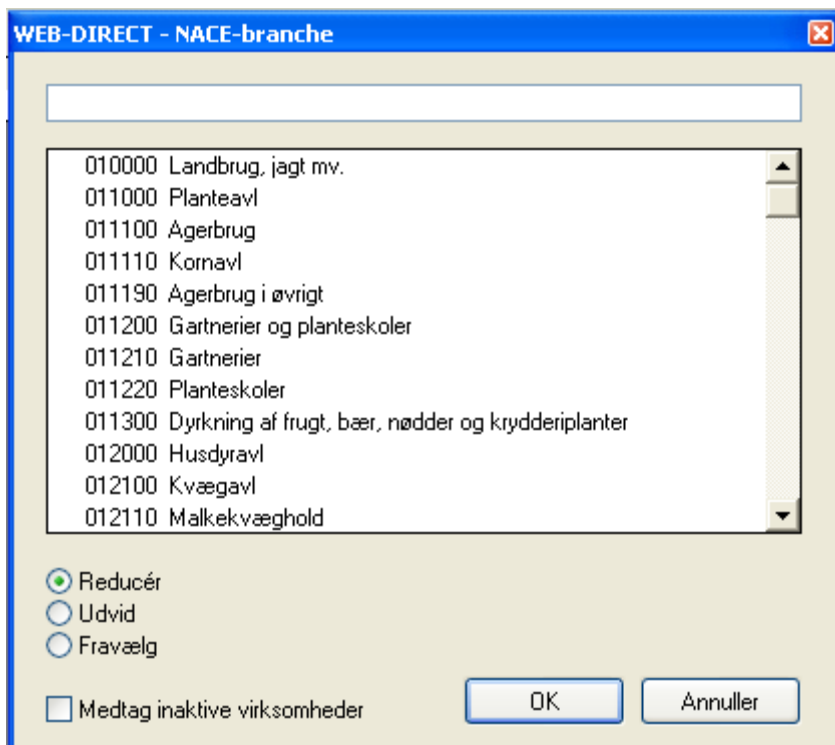 WEB-DIRECT - NACE-branche
010000 Landbrug, jagt mv.
011000 Planteavl
011100 Agerbrug
011110 Kornavl
011190 Agerbrug i øvrigt
011200 Gartnerier og planteskoler
011210 Gartnerier
011220 Planteskoler
011300 Dyrkning af frugt, bær, nødder og krydderiplanter
012000 Husdyravl
012100 Kvægavl
012110 Malkekvæghold
Reducér
Udvid
Fravælg
Medtag inaktive virksomheder
OK
Annuller